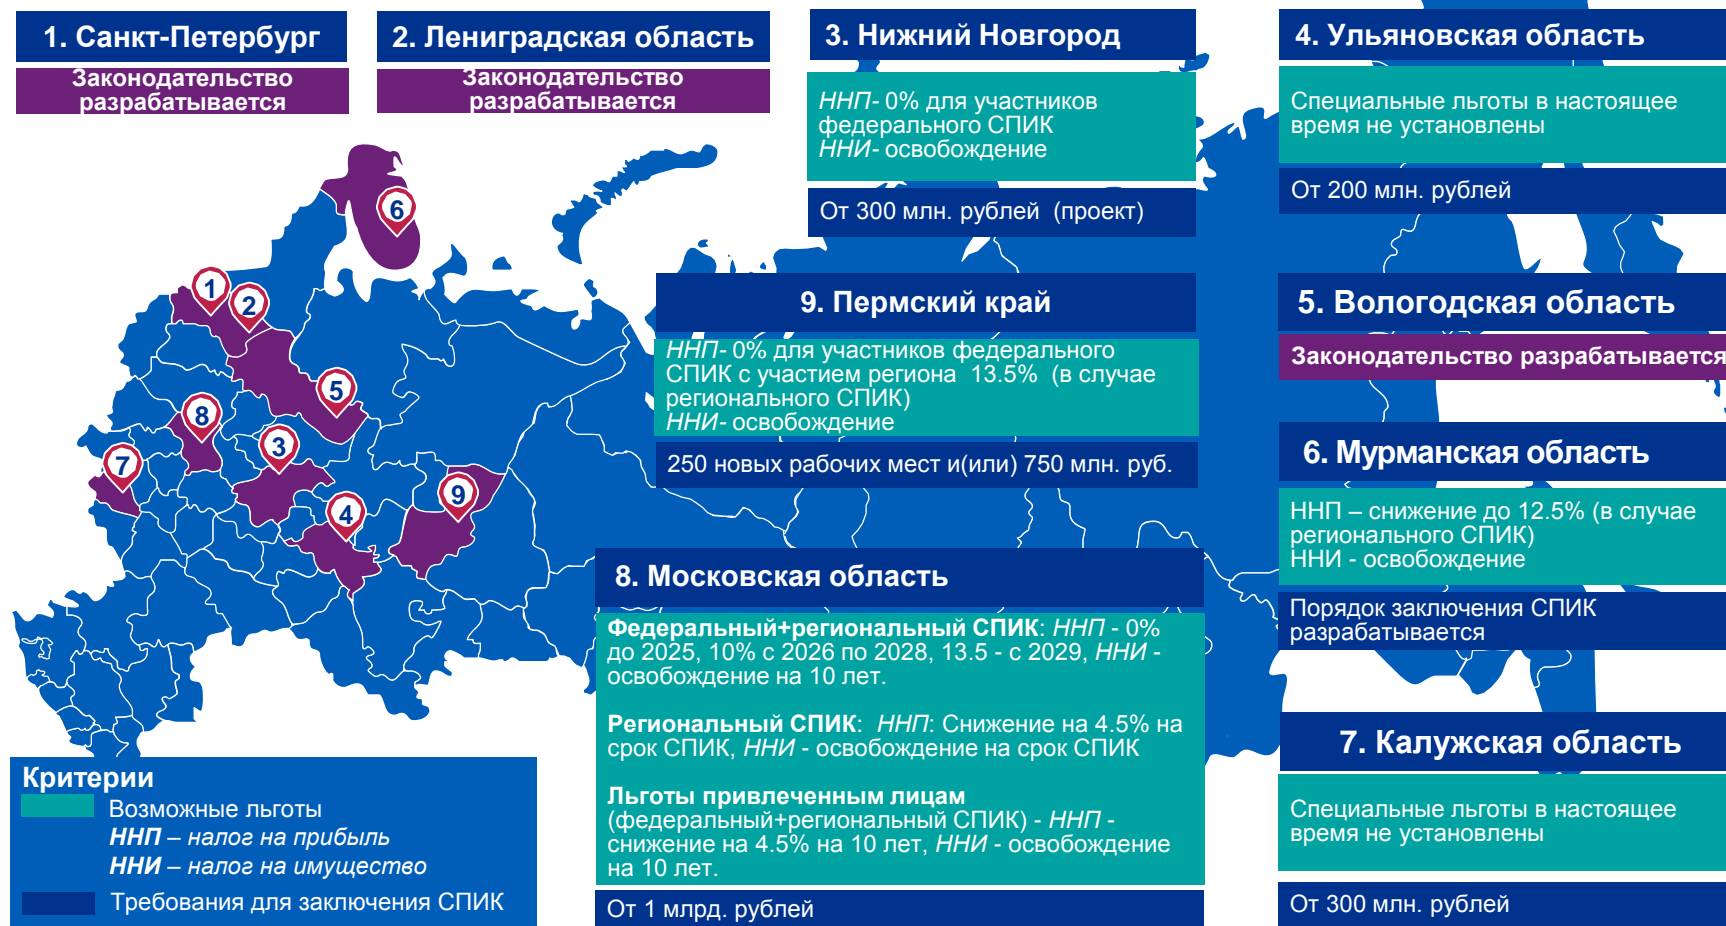 1. Санкт-Петербург
Законодательство
разрабатывается
2. Лениградская область
Законодательство
разрабатывается
3. Нижний Новгород
ННП- 0% для участников
федерального СПИК
ННИ- освобождение
От 300 млн. рублей (проект)
4. Ульяновская область
Специальные льготы в настоящее
время не установлены
От 200 млн. рублей
9. Пермский край
ННП- 0% для участников федерального
СПИК с участием региона 13.5% (в случае
регионального СПИК)
ННИ- освобождение
250 новых рабочих мест и(или) 750 млн. руб.
5. Вологодская область
Законодательство разрабатывается
6. Мурманская область
ННП – снижение до 12.5% (в случае
регионального СПИК)
ННИ - освобождение
Порядок заключения СПИК
разрабатывается
8. Московская область
Федеральный+региональный СПИК: ННП - 0%
до 2025, 10% с 2026 по 2028, 13.5 - с 2029, ННИ -
освобождение на 10 лет.
Региональный СПИК: ННП: Снижение на 4.5% на
срок СПИК, ННИ - освобождение на срок СПИК
Льготы привлеченным лицам
(федеральный+региональный СПИК) - ННП -
снижение на 4.5% на 10 лет, ННИ - освобождение
на 10 лет.
От 1 млрд. рублей
7. Калужская область
Специальные льготы в настоящее
время не установлены
От 300 млн. рублей
6
1
2
5
8
3
7
9
4
Критерии
Возможные льготы
ННП – налог на прибыль
ННИ – налог на имущество
Требования для заключения СПИК